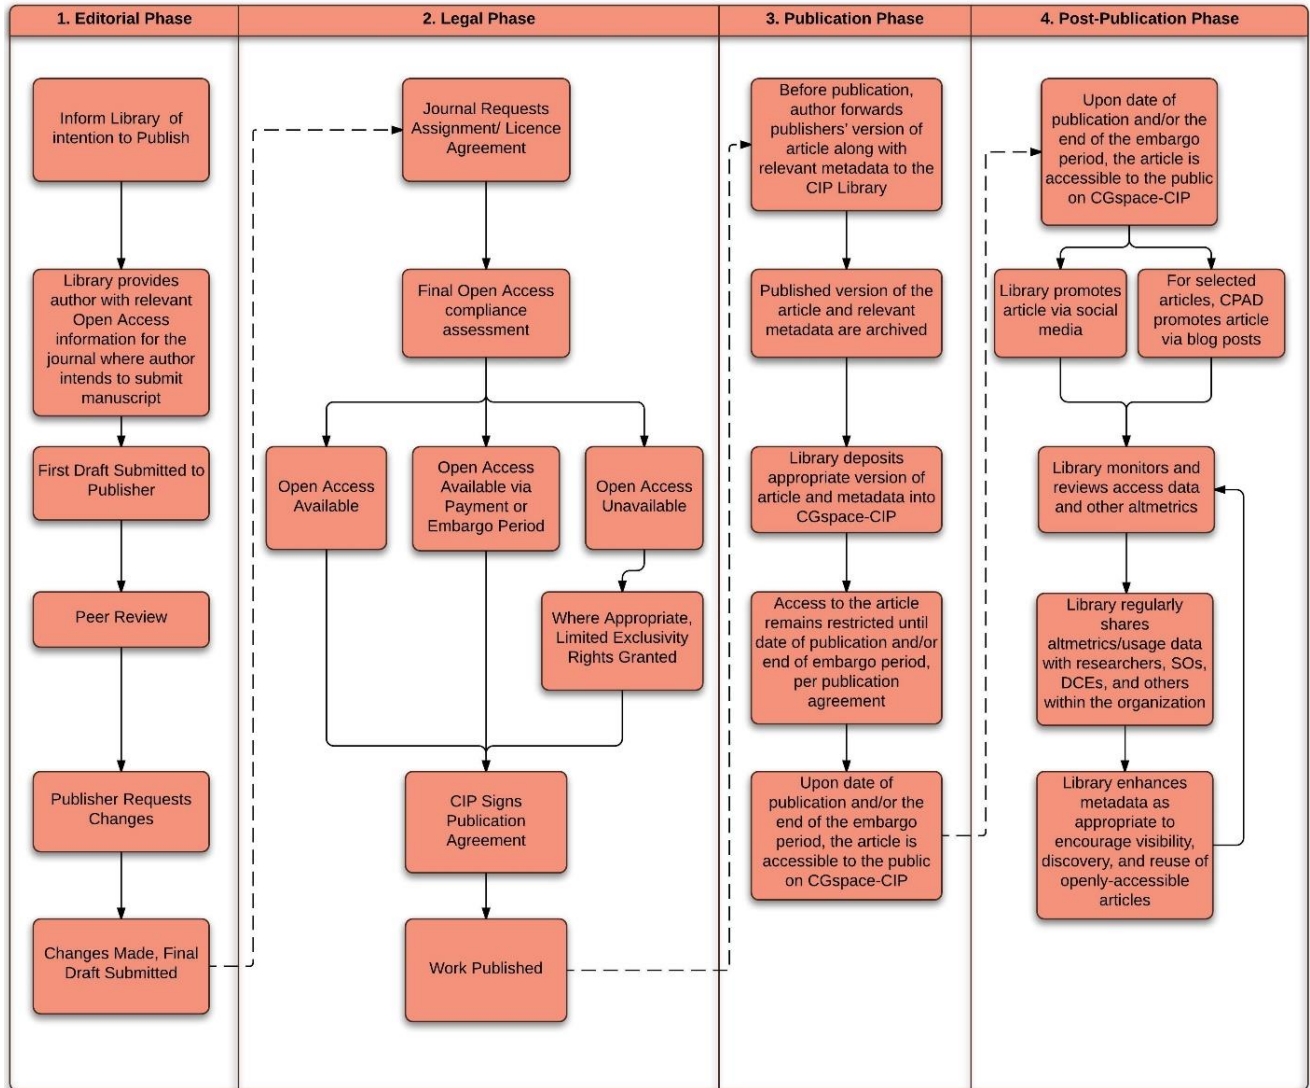 1. Editorial Phase
Inform Library of
intention to Publish
Library provides
author with relevant
Open Access
information for the
journal where author
intends to submit
manuscript
First Draft Submitted to
Publisher
Peer Review
Publisher Requests
Changes
Changes Made, Final
Draft Submitted
2. Legal Phase
Journal Requests
Assignment/ Licence
Agreement
Final Open Access
compliance
assessment
Open Access
Available
Open Access
Available via
Payment or
Embargo Period
Open Access
Unavailable
Where Appropriate,
Limited Exclusivity
Rights Granted
CIP Signs
Publication
Agreement
Work Published
3. Publication Phase
Before publication,
author forwards
publishers' version of
article along with
relevant metadata to the
CIP Library
Published version of the
article and relevant
metadata are archived
Library deposits
appropriate version of
article and metadata into
CGspace-CIP
Access to the article
remains restricted until
date of publication and/or
end of embargo period,
per publication
agreement
Upon date of
publication and/or the
end of the embargo
period, the article is
accessible to the public
on CGspace-CIP
4. Post-Publication Phase
Upon date of
publication and/or the
end of the embargo
period, the article is
accessible to the public
on CGspace-CIP
Library promotes
article via social
media
For selected
articles, CPAD
promotes article
via blog posts
Library monitors and
reviews access data
and other altmetrics
Library regularly
shares
altmetrics/usage data
with researchers, SOs,
DCEs, and others
within the organization
Library enhances
metadata as
appropriate to
encourage visibility,
discovery, and reuse of
openly-accessible
articles